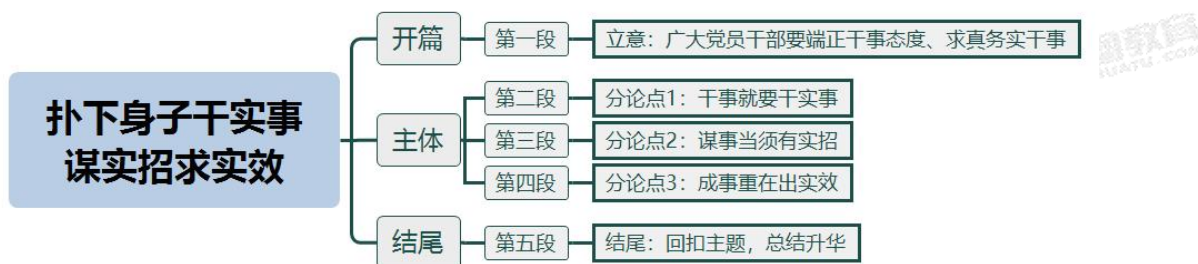 扑下身子干实事
谋实招求实效
开篇
第一段
立意：广大党员干部要端正干事态度、求真务实干事
主体
第二段
分论点1：干事就要干实事
第三段
分论点2：谋事当须有实招
第四段
分论点3：成事重在出实效
结尾
第五段
结尾：回扣主题，总结升华